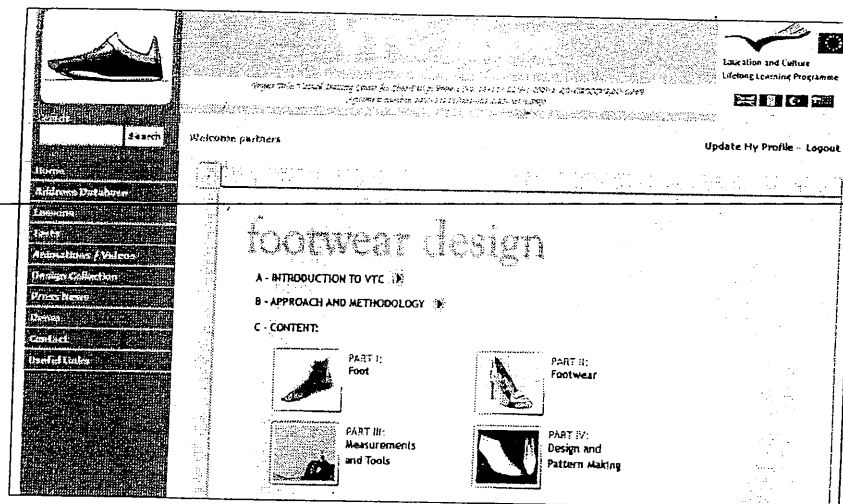 Education and Culture
Lifelong Learning Programme
Search
Welcome partners
Update My Profile - Logout
Home
Address Database
Lessons
Tests
Animations / Videos
Design Collection
Press News
Contact
Useful Links
footwear design
A - INTRODUCTION TO VTC
B - APPROACH AND METHODOLOGY
C - CONTENT:
PART I:
Foot
PART II:
Footwear
PART III:
Measurements
and Tools
PART IV:
Design and
Pattern Making